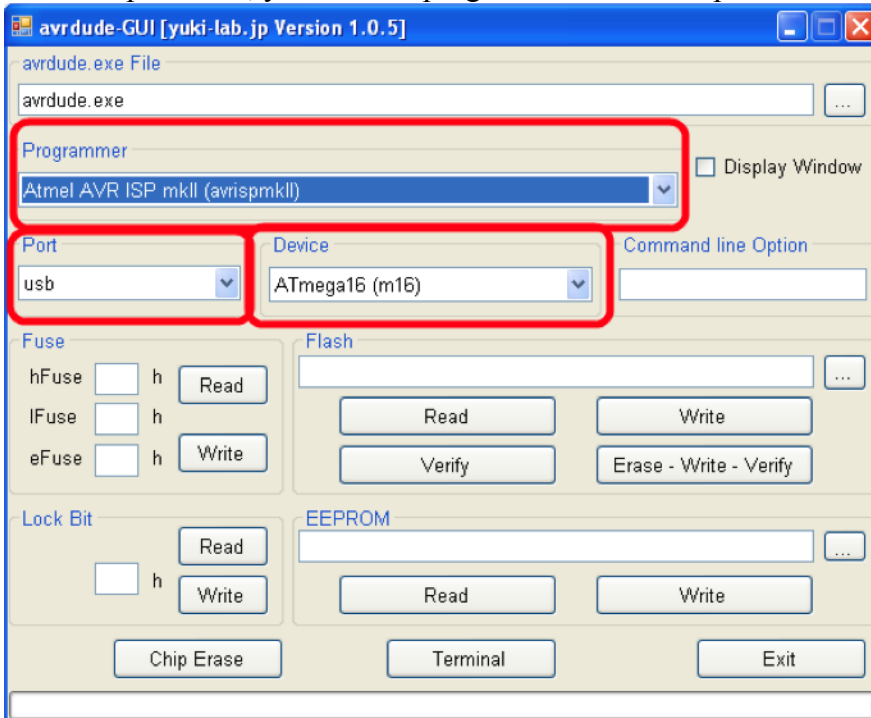 avrdude-GUI [yuki-lab.jp Version 1.0.5]
avrdude.exe File
avrdude.exe
...
Programmer
Display Window
Atmel AVR ISP mkII (avrispmkII)
Port
Device
Command line Option
usb
ATmega16 (m16)
Fuse
Flash
hFuse h Read
...
lFuse h
Read Write
eFuse h Write
Verify Erase - Write - Verify
Lock Bit
EEPROM
Read
...
h Write
Read Write
Chip Erase Terminal Exit